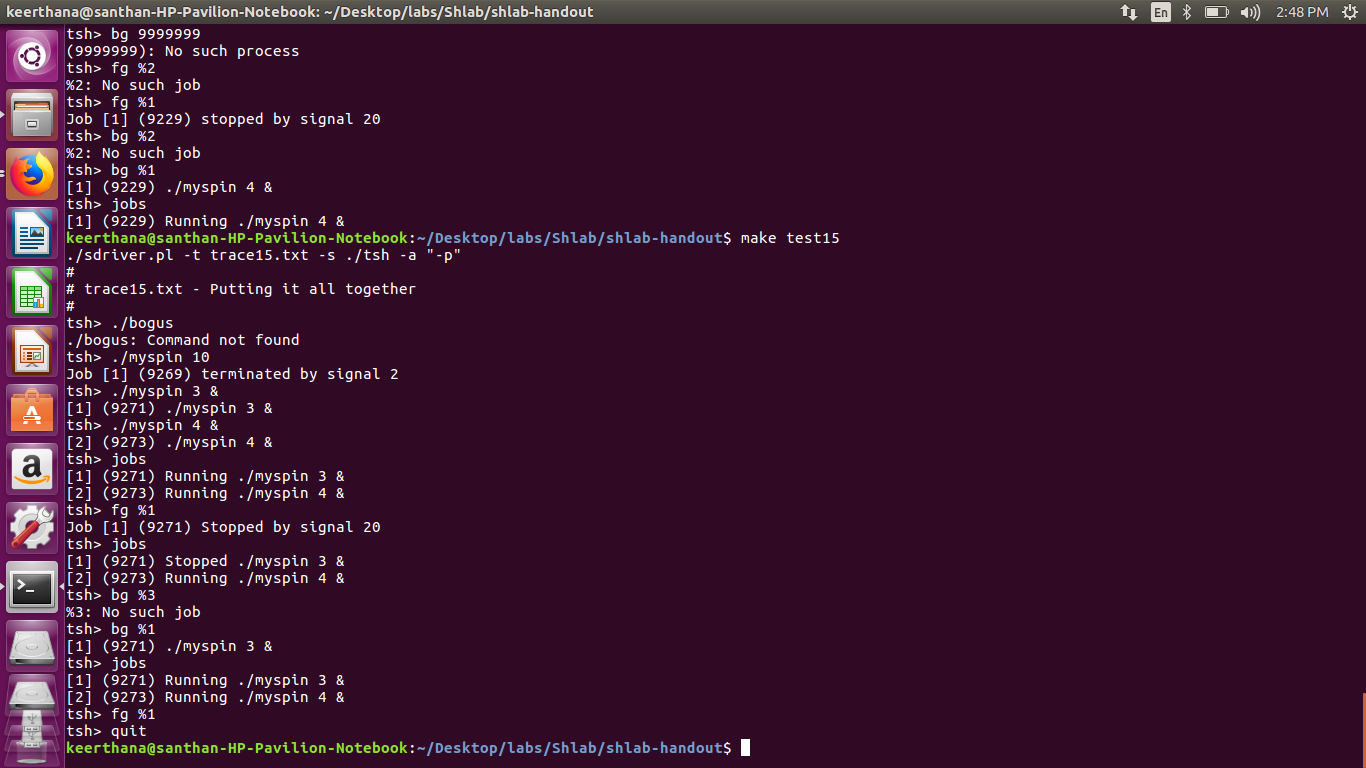 keerthana@santhan-HP-Pavilion-Notebook: ~/Desktop/labs/Shlab/shlab-handout
En
2:48 PM
tsh> bg 9999999
(9999999): No such process
tsh> fg %2
%2: No such job
tsh> fg %1
Job [1] (9229) stopped by signal 20
tsh> bg %2
%2: No such job
tsh> bg %1
[1] (9229) ./myspin 4 &
tsh> jobs
[1] (9229) Running ./myspin 4 &
keerthana@santhan-HP-Pavilion-Notebook:~/Desktop/labs/Shlab/shlab-handout$ make test15
./sdriver.pl -t trace15.txt -s ./tsh -a "-p"
#
# trace15.txt - Putting it all together
#
tsh> ./bogus
./bogus: Command not found
tsh> ./myspin 10
Job [1] (9269) terminated by signal 2
tsh> ./myspin 3 &
[1] (9271) ./myspin 3 &
tsh> ./myspin 4 &
[2] (9273) ./myspin 4 &
tsh> jobs
[1] (9271) Running ./myspin 3 &
[2] (9273) Running ./myspin 4 &
tsh> fg %1
Job [1] (9271) Stopped by signal 20
tsh> jobs
[1] (9271) Stopped ./myspin 3 &
[2] (9273) Running ./myspin 4 &
tsh> bg %3
%3: No such job
tsh> bg %1
[1] (9271) ./myspin 3 &
tsh> jobs
[1] (9271) Running ./myspin 3 &
[2] (9273) Running ./myspin 4 &
tsh> fg %1
tsh> quit
keerthana@santhan-HP-Pavilion-Notebook:~/Desktop/labs/Shlab/shlab-handout$